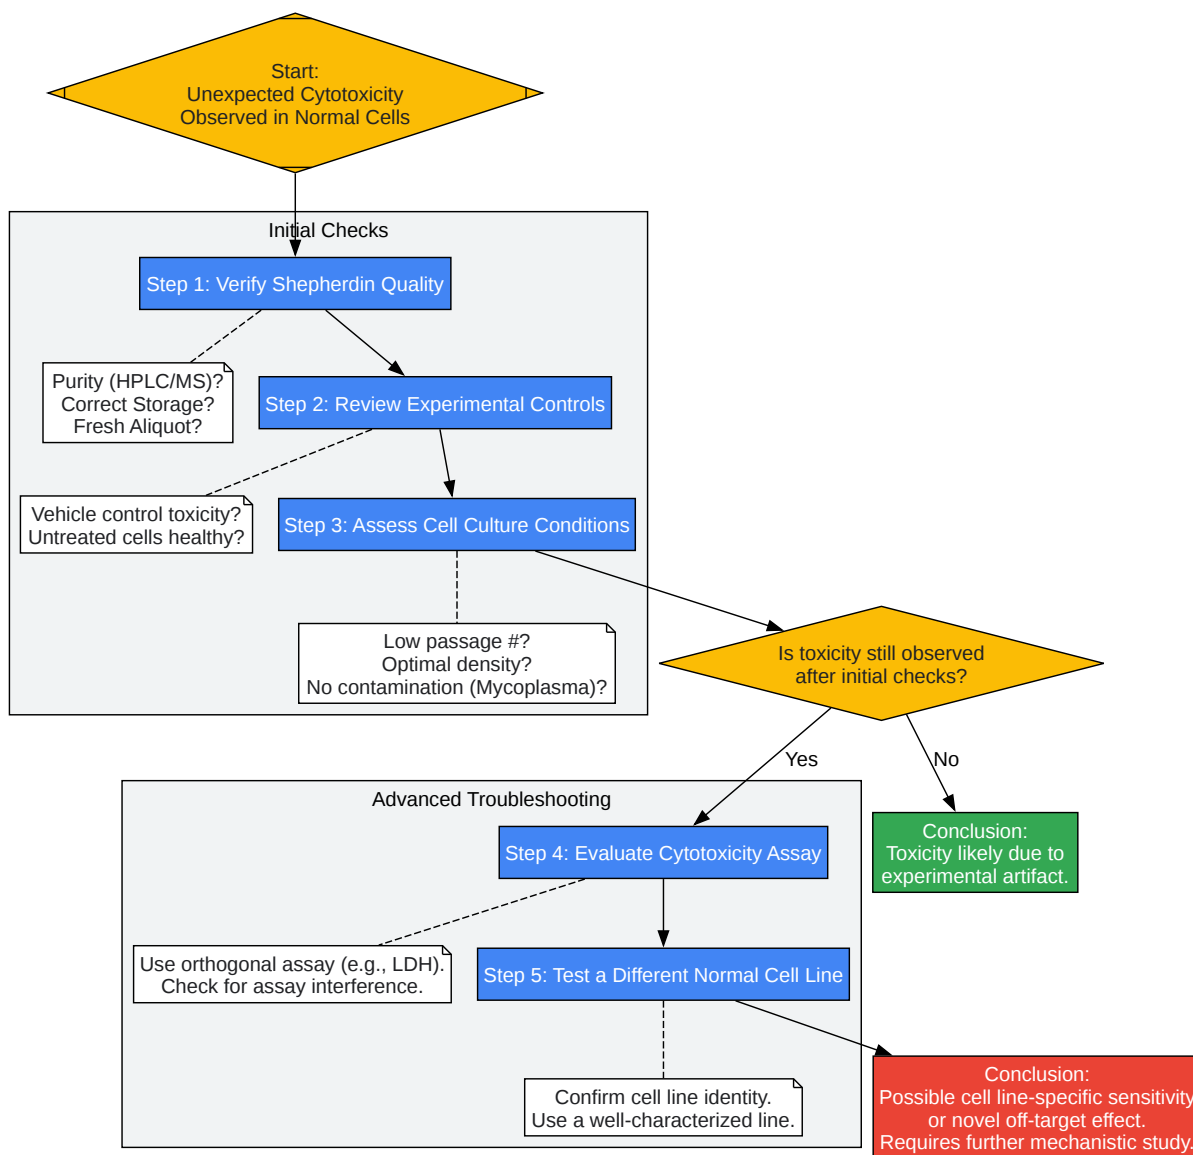 Start:
Unexpected Cytotoxicity
Observed in Normal Cells
Initial Checks
Step 1: Verify Shepherdin Quality
Purity (HPLC/MS)?
Correct Storage?
Fresh Aliquot?
Step 2: Review Experimental Controls
Vehicle control toxicity?
Untreated cells healthy?
Step 3: Assess Cell Culture Conditions
Low passage #?
Optimal density?
No contamination (Mycoplasma)?
Is toxicity still observed
after initial checks?
Yes
No
Conclusion:
Toxicity likely due to
experimental artifact.
Advanced Troubleshooting
Step 4: Evaluate Cytotoxicity Assay
Use orthogonal assay (e.g., LDH).
Check for assay interference.
Step 5: Test a Different Normal Cell Line
Confirm cell line identity.
Use a well-characterized line.
Conclusion:
Possible cell line-specific sensitivity
or novel off-target effect.
Requires further mechanistic study.